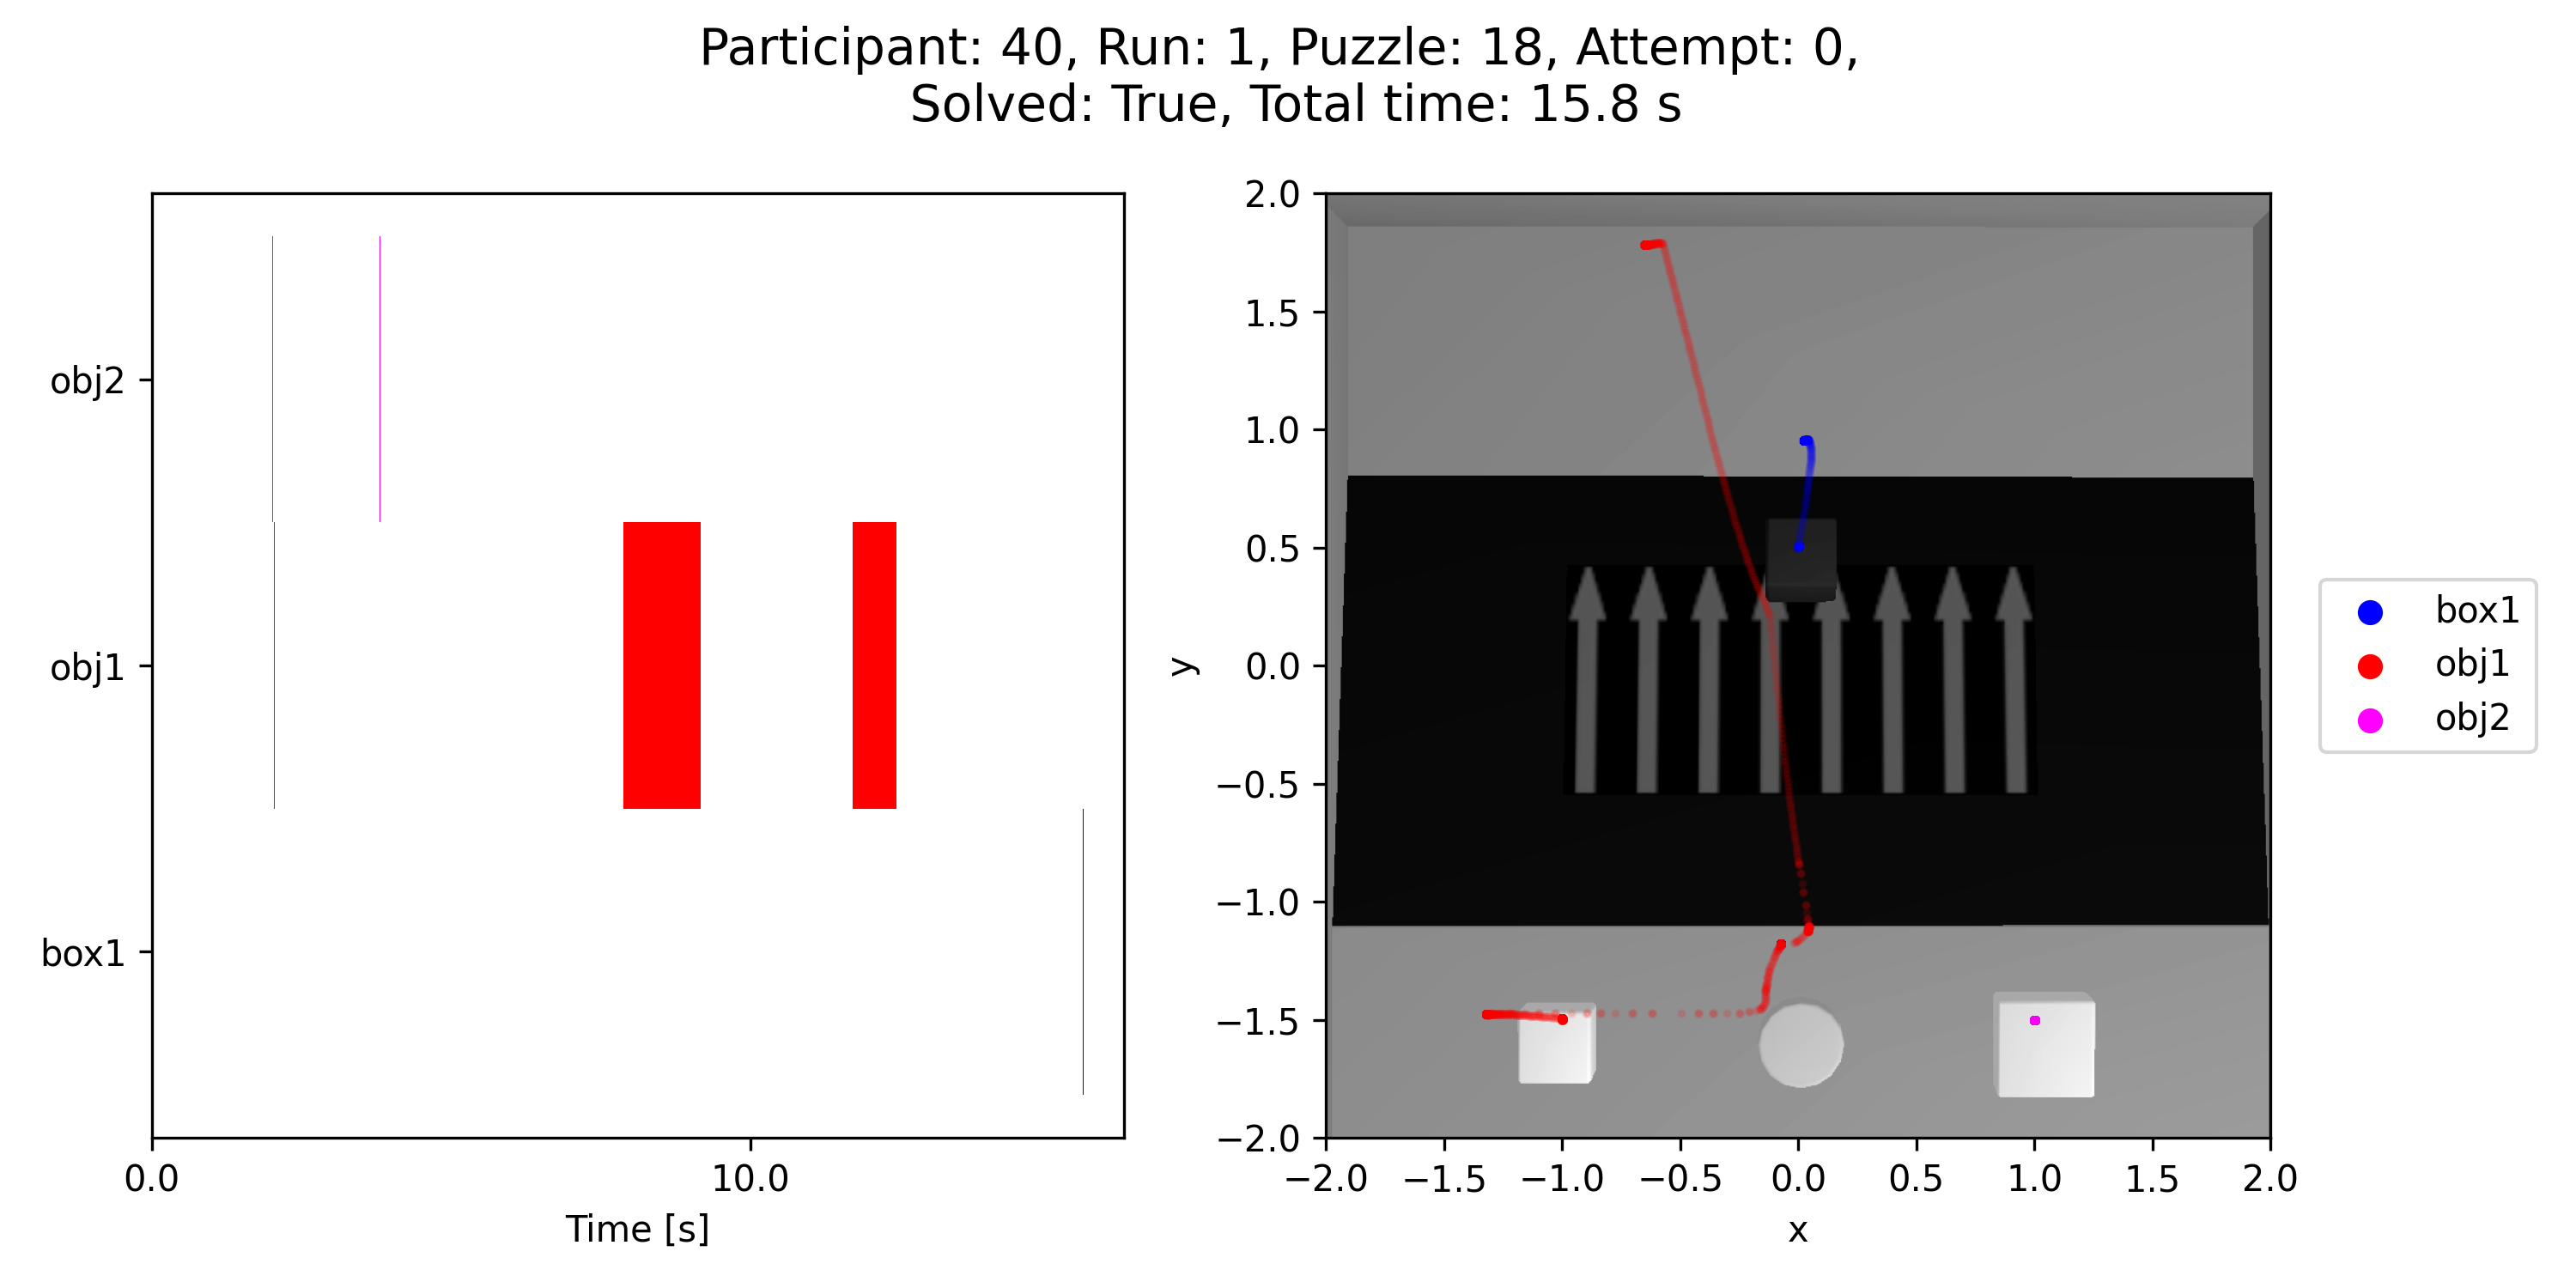 Participant: 40, Run: 1, Puzzle: 18, Attempt: 0,
Solved: True, Total time: 15.8 s
obj2
obj1
box1
0.0
10.0
Time [s]
2.0
1.5
1.0
0.5
0.0
−0.5
−1.0
−1.5
−2.0
y
−2.0
−1.5
−1.0
−0.5
0.0
0.5
1.0
1.5
2.0
x
box1
obj1
obj2